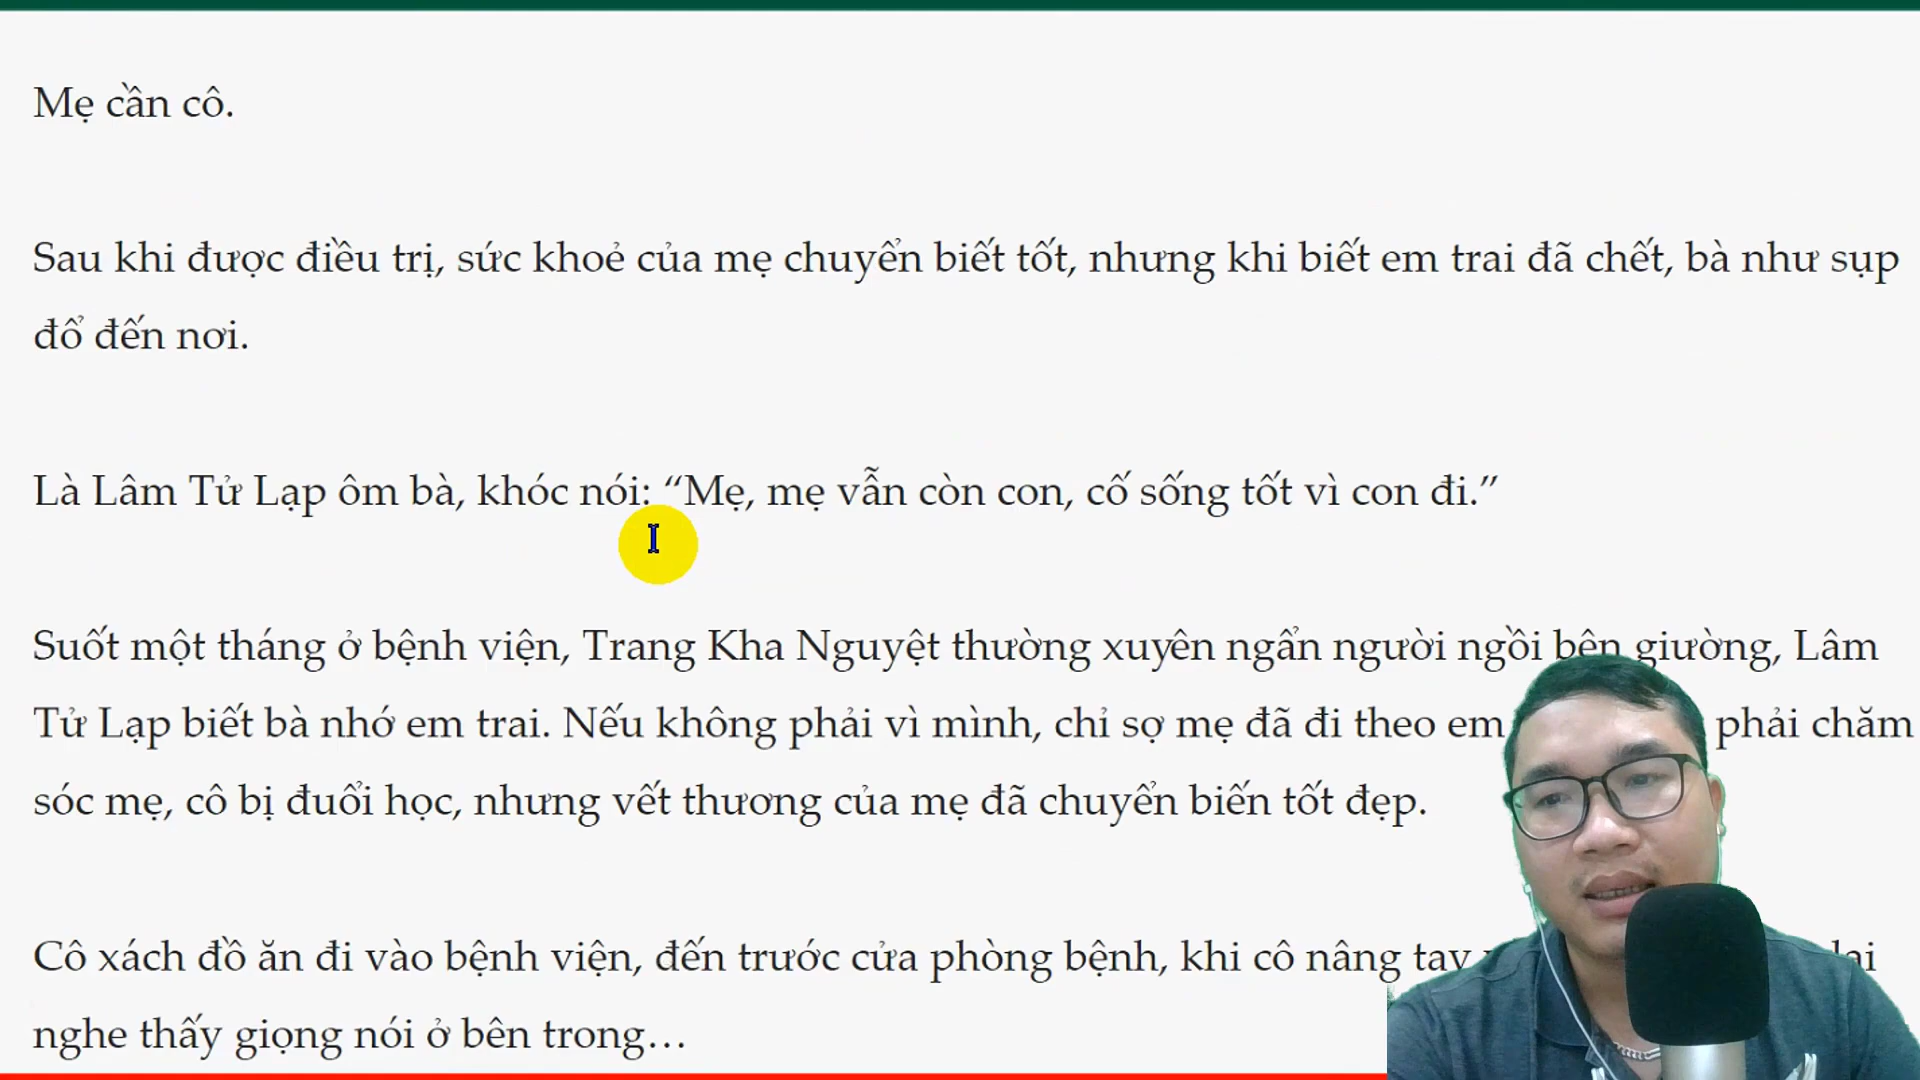 Mẹ cần cô.
Sau khi được điều trị, sức khoẻ của mẹ chuyển biết tốt, nhưng khi biết em trai đã chết, bà như sụp
đổ đến nơi.
Là Lâm Tử Lạp ôm bà, khóc nói: “Mẹ, mẹ vẫn còn con, cố sống tốt vì con đi.”
Suốt một tháng ở bệnh viện, Trang Kha Nguyệt thường xuyên ngẩn người ngồi bên giường, Lâm
Tử Lạp biết bà nhớ em trai. Nếu không phải vì mình, chỉ sợ mẹ đã đi theo em phải chăm
sóc mẹ, cô bị đuổi học, nhưng vết thương của mẹ đã chuyển biến tốt đẹp.
Cô xách đồ ăn đi vào bệnh viện, đến trước cửa phòng bệnh, khi cô nâng tay lại
nghe thấy giọng nói ở bên trong…